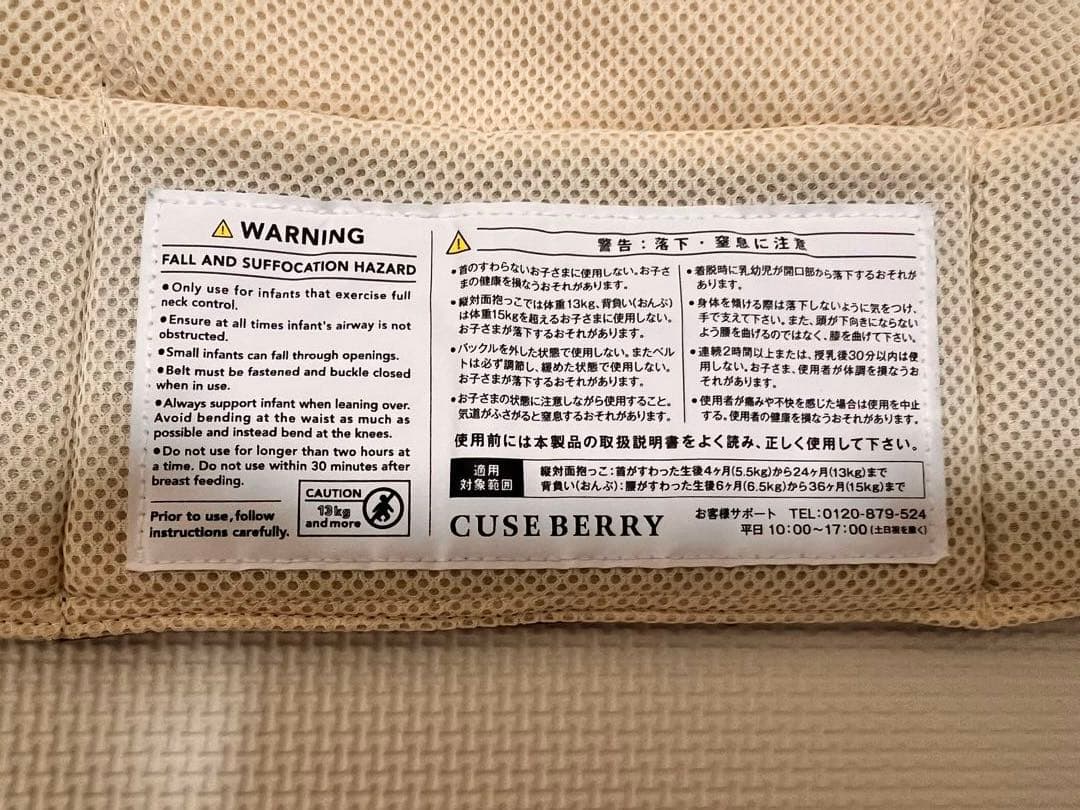 WARNING
FALL AND SUFFOCATION HAZARD
•Only use for infants that exercise full
neck control.
•Ensure at all times infant's airway is not
obstructed.
•Small infants can fall through openings.
•Belt must be fastened and buckle closed
when in use.
•Always support infant when leaning over.
Avoid bending at the waist as much as
possible and instead bend at the knees.
•Do not use for longer than two hours at
a time. Do not use within 30 minutes after
breast feeding.
Prior to use,follow
instructions carefully.
CAUTION
13kg
and more
警告：落下・窒息に注意
•首のすわらないお子さまに使用しない。お子さ
まの健康を損なうおそれがあります。
•縦対面抱っこでは体重13kg、背負い(おんぶ)
は体重15kgを超えるお子さまに使用しない。
お子さまが落下するおそれがあります。
•バックルを外した状態で使用しない。またベル
トは必ず調節し、緩めた状態で使用しない。
お子さまが落下するおそれがあります。
•お子さまの状態に注意しながら使用すること。
気道がふさがると窒息するおそれがあります。
•着脱時に乳幼児が開口部から落下するおそれが
あります。
•身体を傾ける際は落下しないように気をつけ、
手で支えて下さい。また、頭が下向きにならない
よう腰を曲げるのではなく、膝を曲げて下さい。
•連続2時間以上または、授乳後30分以内は使
用しない。お子さま、使用者が体調を損なうお
それがあります。
•使用者が痛みや不快を感じた場合は使用を中止
する。使用者の健康を損なうおそれがあります。
使用前には本製品の取扱説明書をよく読み、正しく使用して下さい。
適用
対象範囲
縦対面抱っこ：首がすわった生後4ヶ月(5.5kg)から24ヶ月(13kg)まで
背負い(おんぶ)：腰がすわった生後6ヶ月(6.5kg)から36ヶ月(15kg)まで
CUSE BERRY
お客様サポート TEL:0120-879-524
平日 10:00～17:00(土日祝を除く)